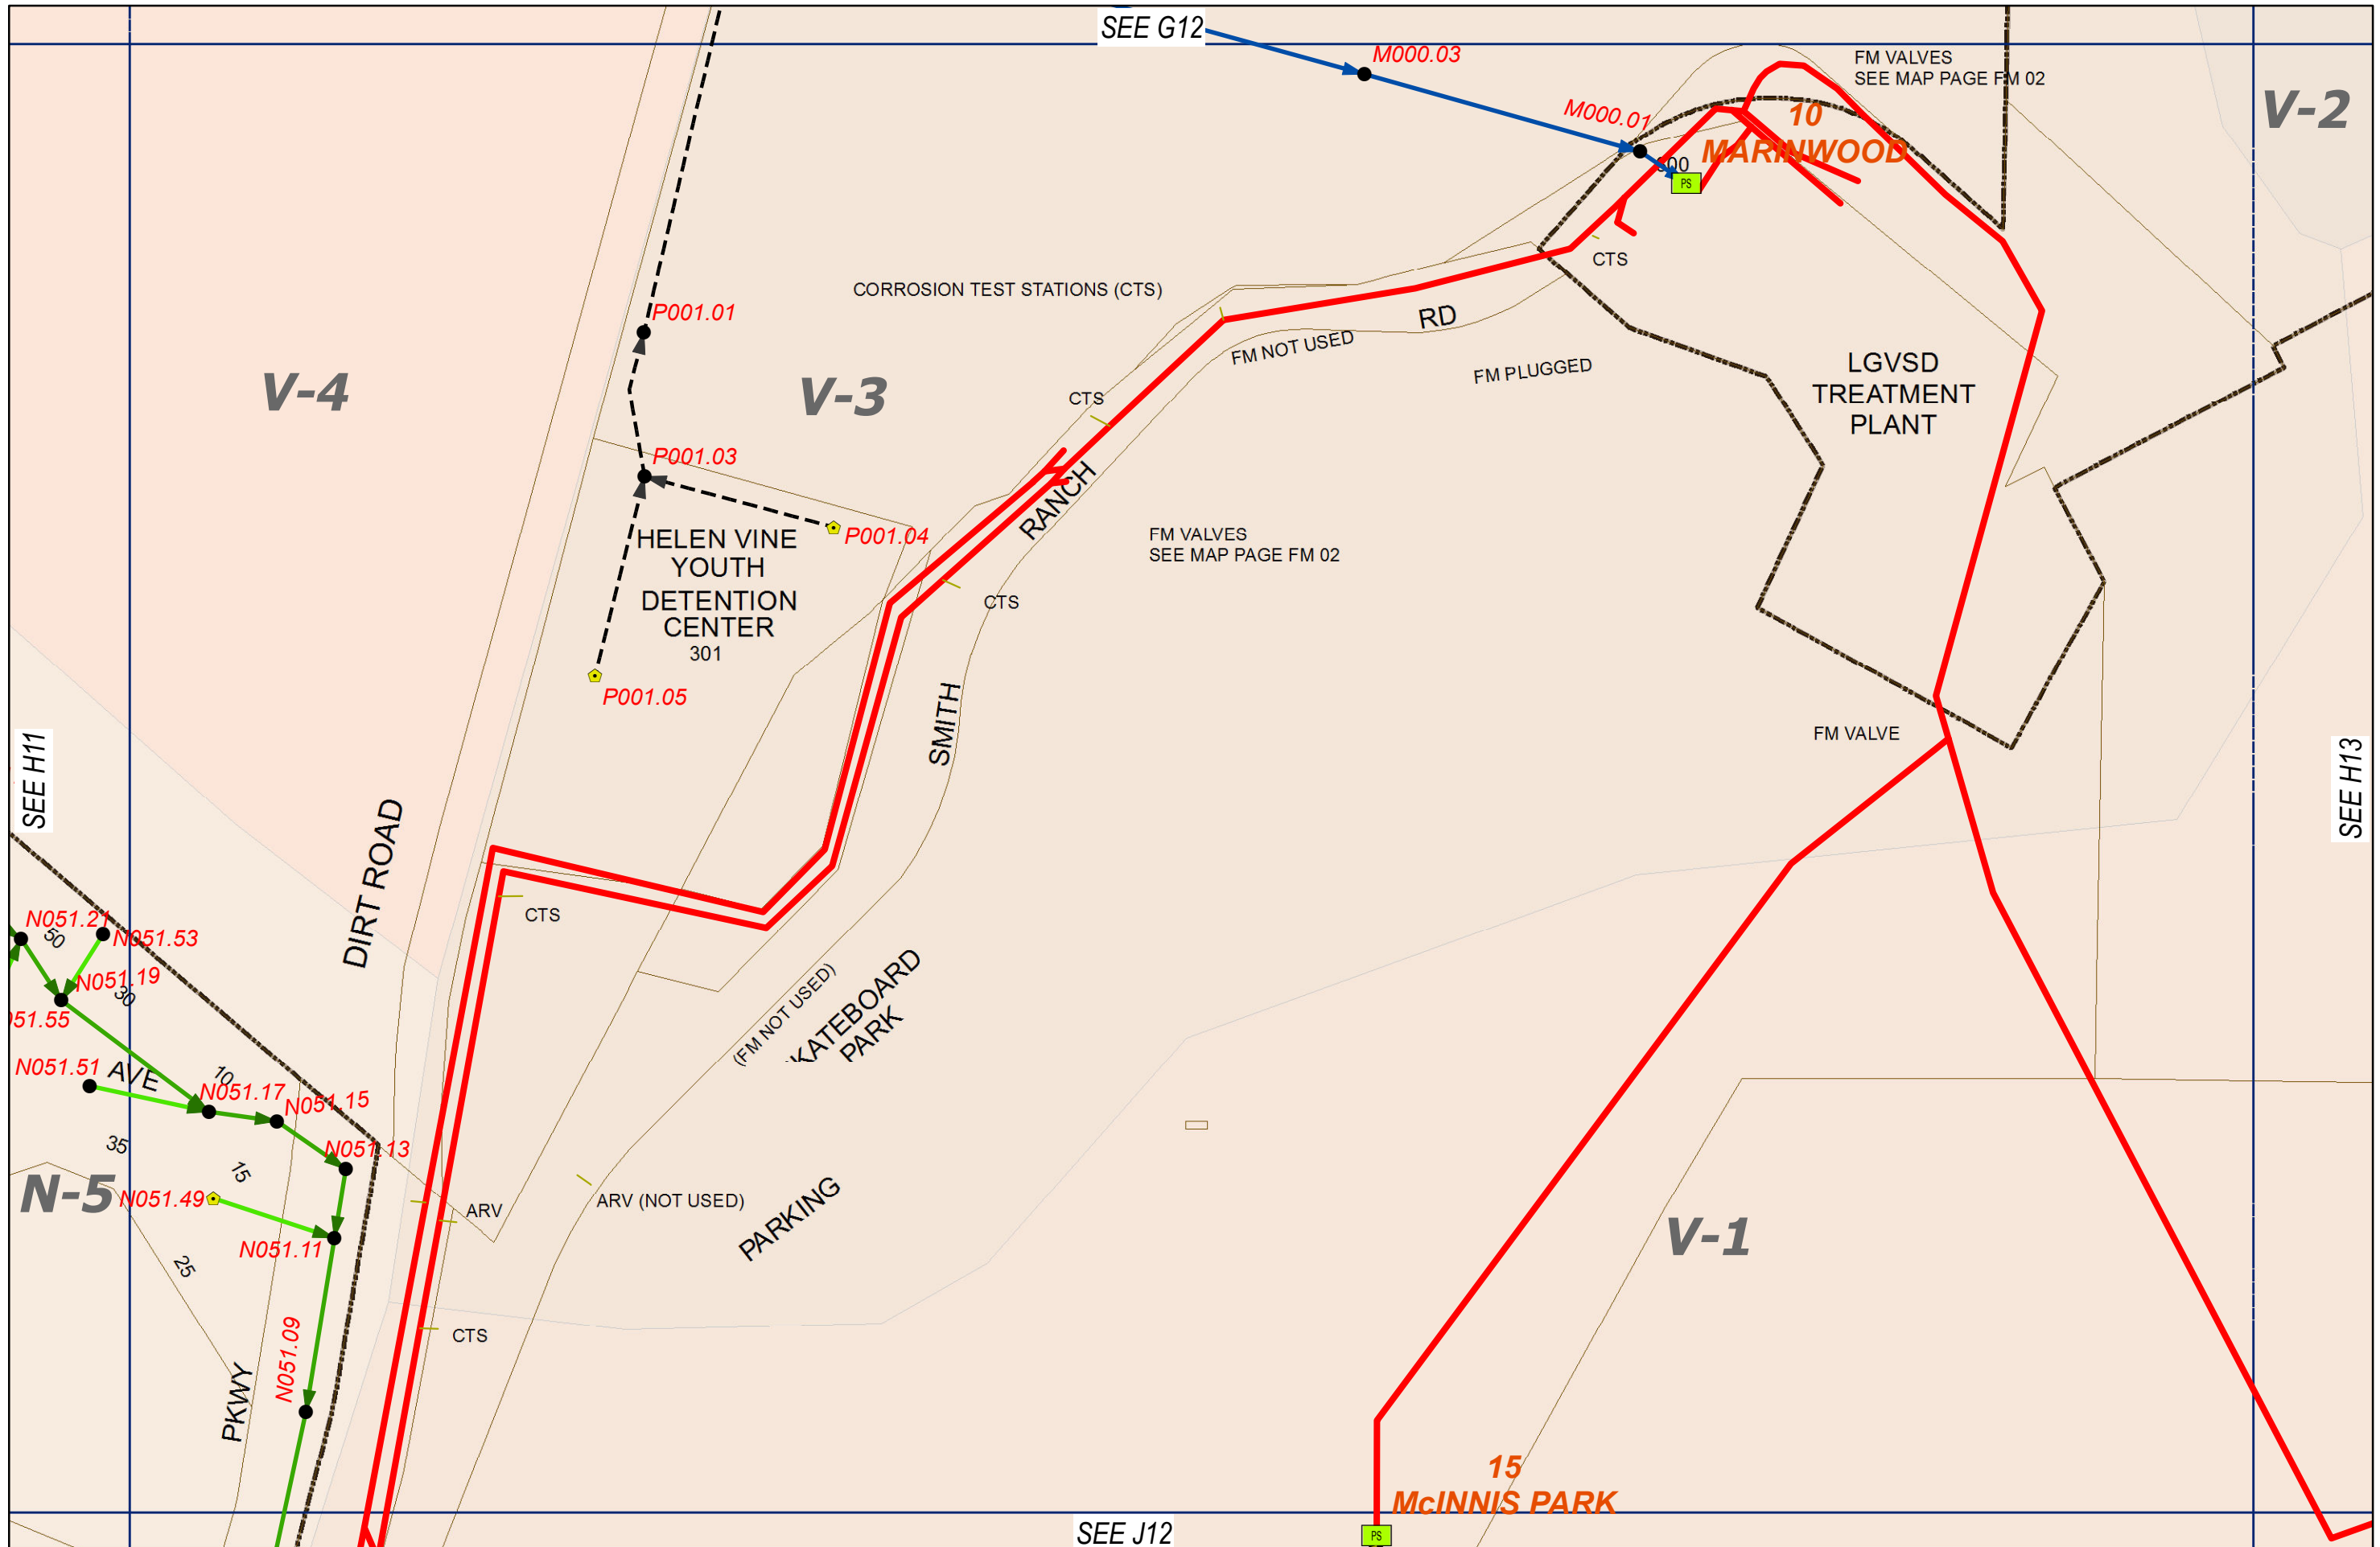 SEE G12
M000.03
FM VALVES
SEE MAP PAGE FM 02
V-2
M000.01
10
MARINWOOD
300
PS
CTS
CORROSION TEST STATIONS (CTS)
P001.01
RD
FM NOT USED
FM PLUGGED
LGVSD
TREATMENT
PLANT
V-4
V-3
CTS
P001.03
RANCH
P001.04
HELEN VINE
YOUTH
DETENTION
CENTER
301
FM VALVES
SEE MAP PAGE FM 02
CTS
P001.05
SMITH
FM VALVE
SEE H11
SEE H13
DIRT ROAD
N051.21
50
N051.53
CTS
N051.19
30
051.55
(FM NOT USED)
KATEBOARD
PARK
N051.51
AVE
10
N051.17
N051.15
35
N051.13
15
N-5
N051.49
ARV
ARV (NOT USED)
PARKING
V-1
N051.11
25
CTS
N051.09
PKWY
15
McINNIS PARK
SEE J12
PS